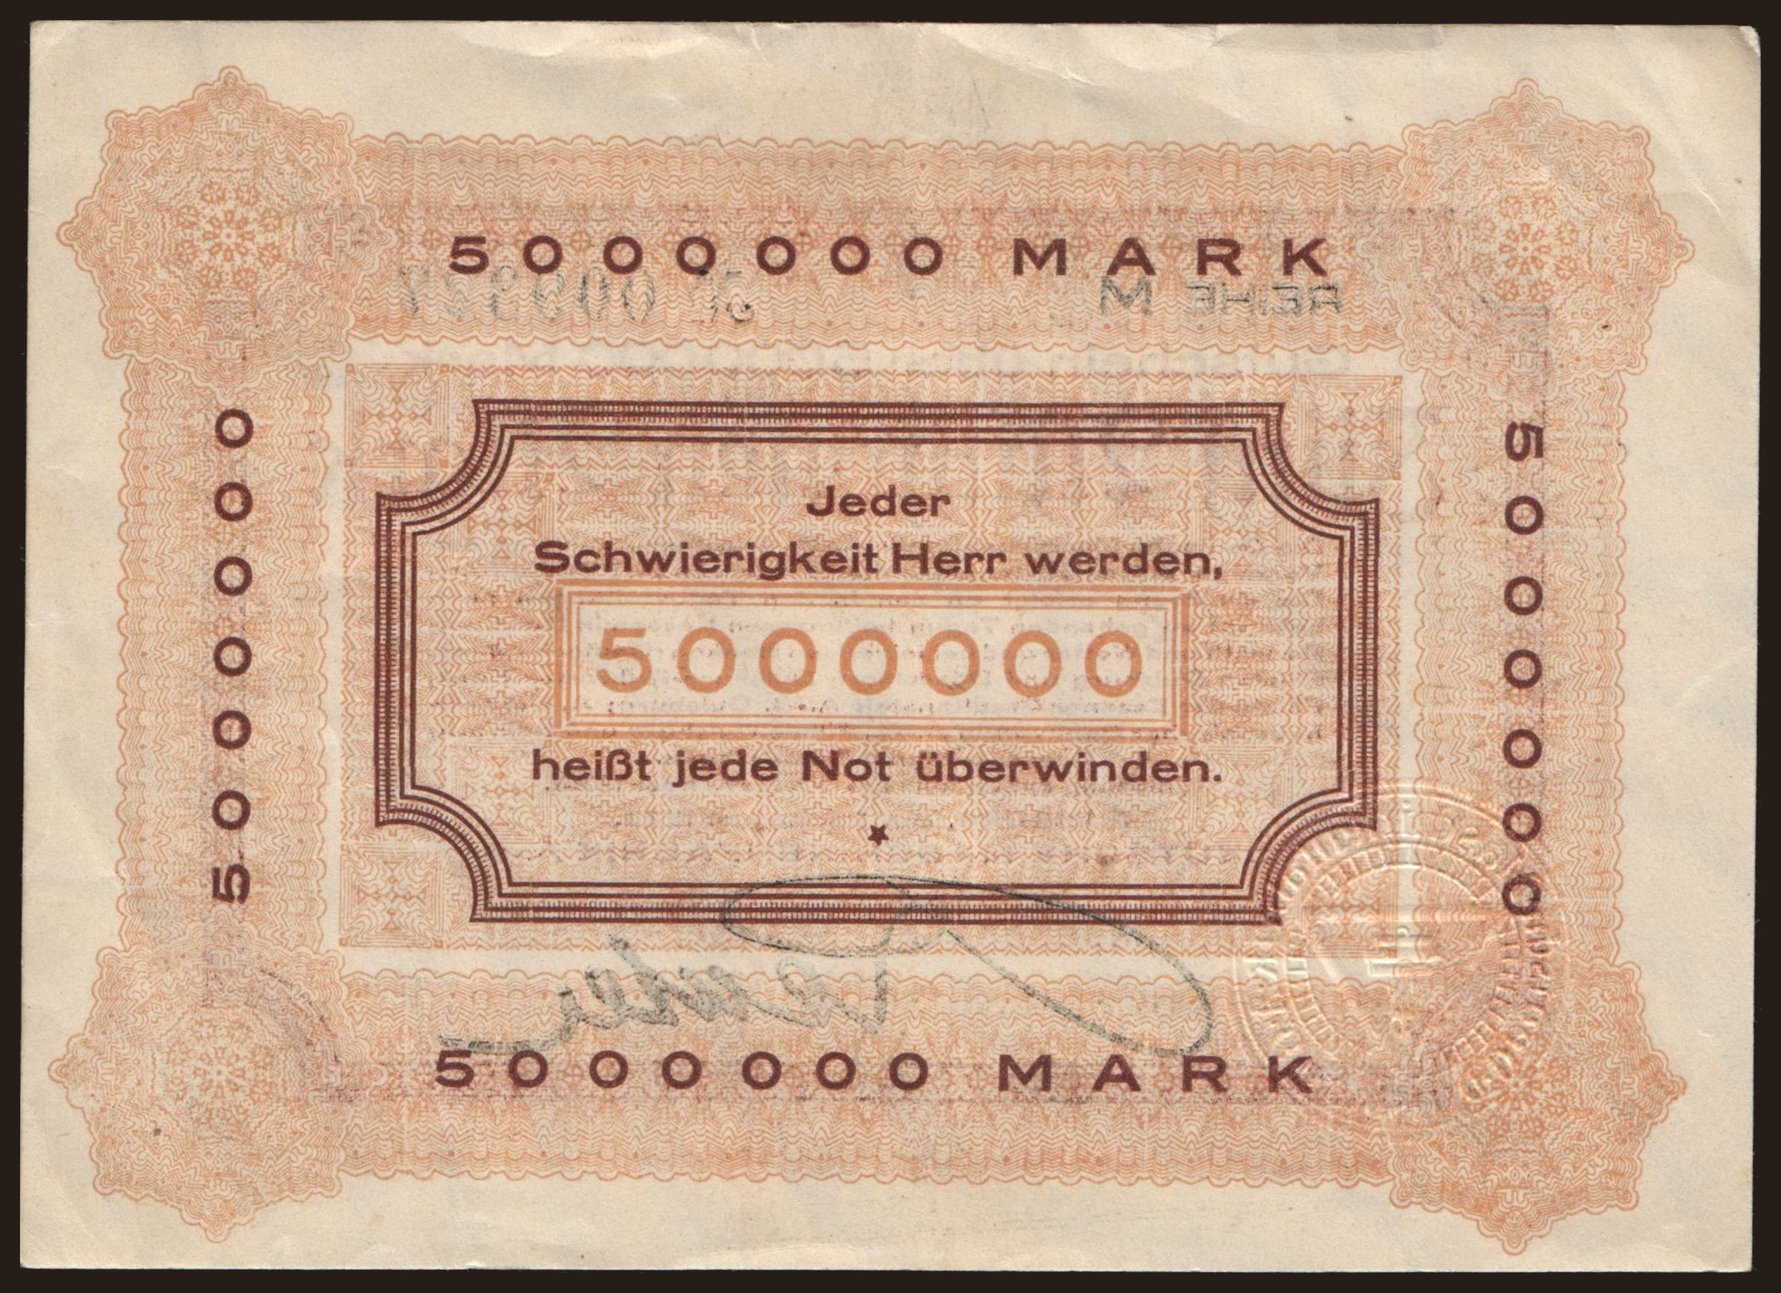 5000000 MARK
5000000
5000000
Jeder
Schwierigkeit Herr werden,
5000000
heißt jede Not überwinden.
5000000 MARK